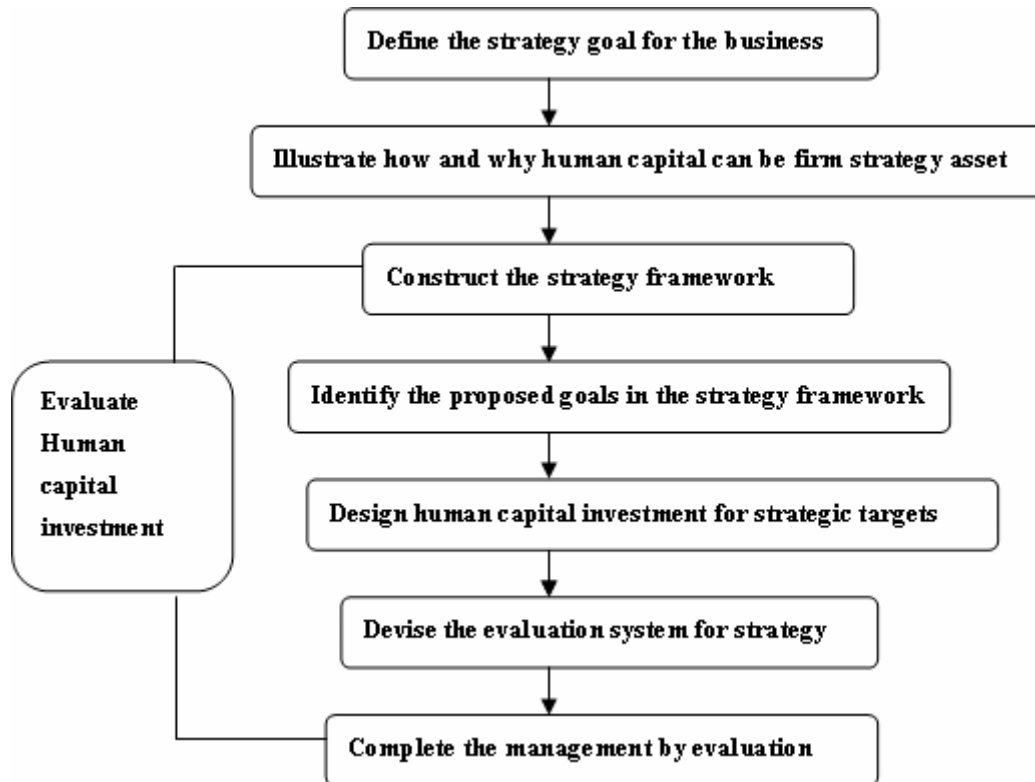 Define the strategy goal for the business
Illustrate how and why human capital can be firm strategy asset
Construct the strategy framework
Identify the proposed goals in the strategy framework
Evaluate
Human
capital
investment
Design human capital investment for strategic targets
Devise the evaluation system for strategy
Complete the management by evaluation